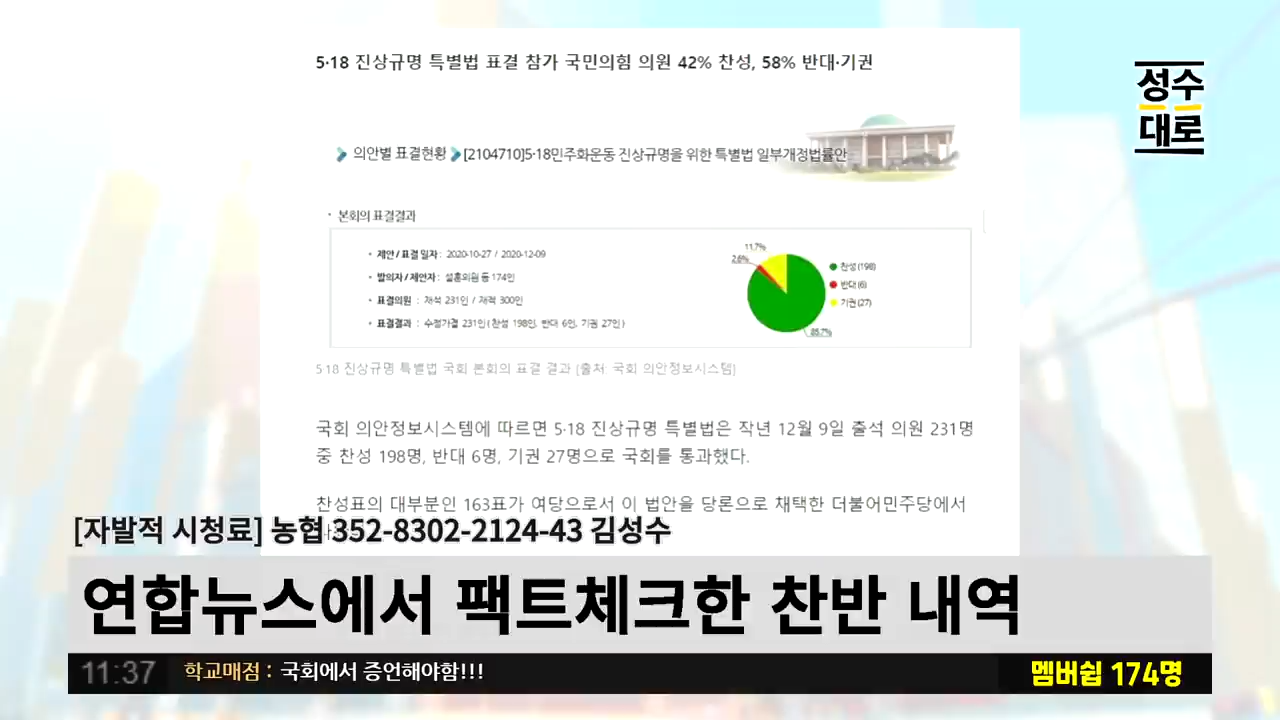 5·18 진상규명 특별법 표결 참가 국민의힘 의원 42% 찬성, 58% 반대·기권
성수
대로
의안별 표결현황 [2104710]5·18민주화운동 진상규명을 위한 특별법 일부개정법률안
· 본회의 표결결과
• 제안 / 표결 일자 : 2020-10-27 / 2020-12-09
• 발의자 / 제안자 : 설훈의원 등 174인
• 표결의원 : 재석 231인 / 재적 300인
• 표결결과 : 수정가결 231인 ( 찬성 198인, 반대 6인, 기권 27인 )
11.7%
2.6%
85.7%
찬성 (198)
반대 (6)
기권 (27)
5·18 진상규명 특별법 국회 본회의 표결 결과 [출처: 국회 의안정보시스템]
국회 의안정보시스템에 따르면 5·18 진상규명 특별법은 작년 12월 9일 출석 의원 231명
중 찬성 198명, 반대 6명, 기권 27명으로 국회를 통과했다.
찬성표의 대부분인 163표가 여당으로서 이 법안을 당론으로 채택한 더불어민주당에서
[자발적 시청료] 농협 352-8302-2124-43 김성수
연합뉴스에서 팩트체크한 찬반 내역
11:37 학교매점 : 국회에서 증언해야함!!! 멤버쉽 174명